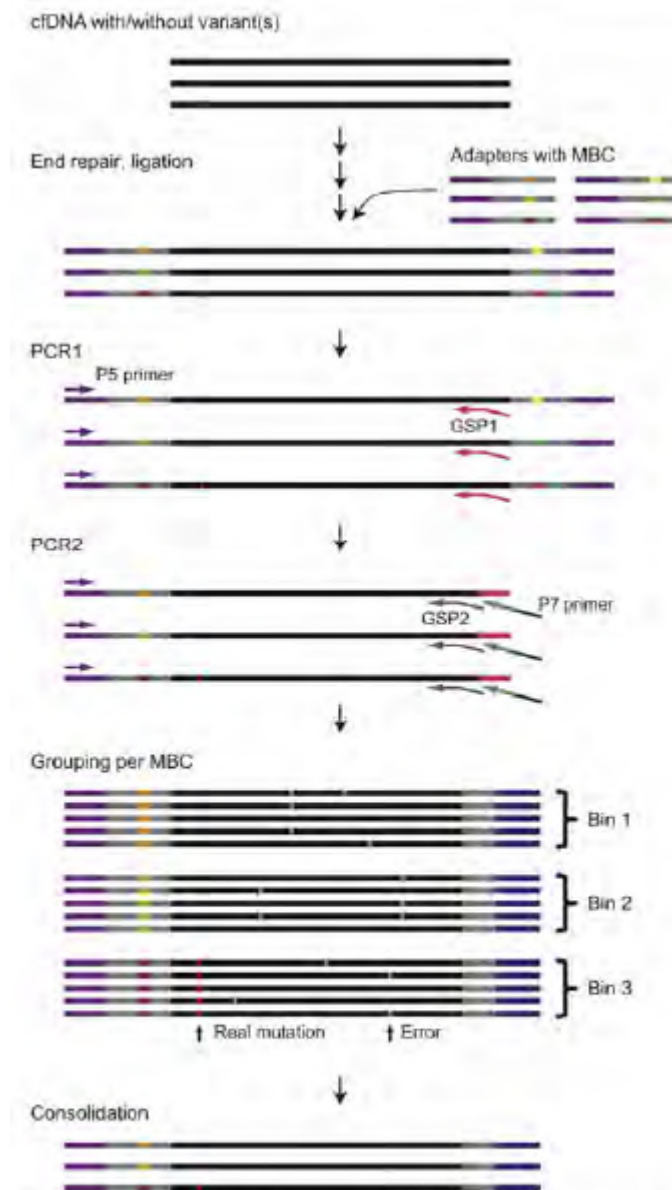 cfDNA with/without variant(s)
End repair, ligation
Adapters with MBC
PCR1
P5 primer
GSP1
PCR2
P7 primer
GSP2
Grouping per MBC
Bin 1
Bin 2
Bin 3
Real mutation
Error
Consolidation